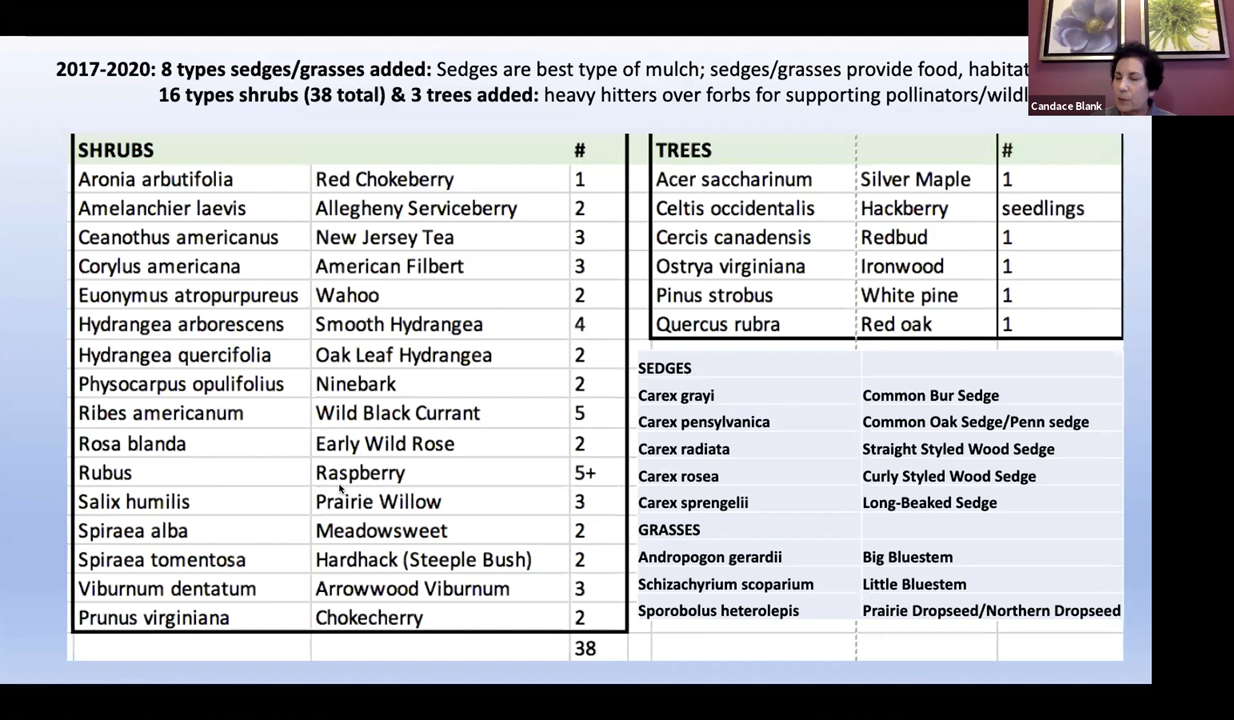 2017-2020: 8 types sedges/grasses added: Sedges are best type of mulch; sedges/grasses provide food, habitat
16 types shrubs (38 total) & 3 trees added: heavy hitters over forbs for supporting pollinators/wildl
Candace Blank
SHRUBS #
Aronia arbutifolia Red Chokeberry 1
Amelanchier laevis Allegheny Serviceberry 2
Ceanothus americanus New Jersey Tea 3
Corylus americana American Filbert 3
Euonymus atropurpureus Wahoo 2
Hydrangea arborescens Smooth Hydrangea 4
Hydrangea quercifolia Oak Leaf Hydrangea 2
Physocarpus opulifolius Ninebark 2
Ribes americanum Wild Black Currant 5
Rosa blanda Early Wild Rose 2
Rubus Raspberry 5+
Salix humilis Prairie Willow 3
Spiraea alba Meadowsweet 2
Spiraea tomentosa Hardhack (Steeple Bush) 2
Viburnum dentatum Arrowwood Viburnum 3
Prunus virginiana Chokecherry 2
38
TREES #
Acer saccharinum Silver Maple 1
Celtis occidentalis Hackberry seedlings
Cercis canadensis Redbud 1
Ostrya virginiana Ironwood 1
Pinus strobus White pine 1
Quercus rubra Red oak 1
SEDGES
Carex grayi Common Bur Sedge
Carex pensylvanica Common Oak Sedge/Penn sedge
Carex radiata Straight Styled Wood Sedge
Carex rosea Curly Styled Wood Sedge
Carex sprengelii Long-Beaked Sedge
GRASSES
Andropogon gerardii Big Bluestem
Schizachyrium scoparium Little Bluestem
Sporobolus heterolepis Prairie Dropseed/Northern Dropseed